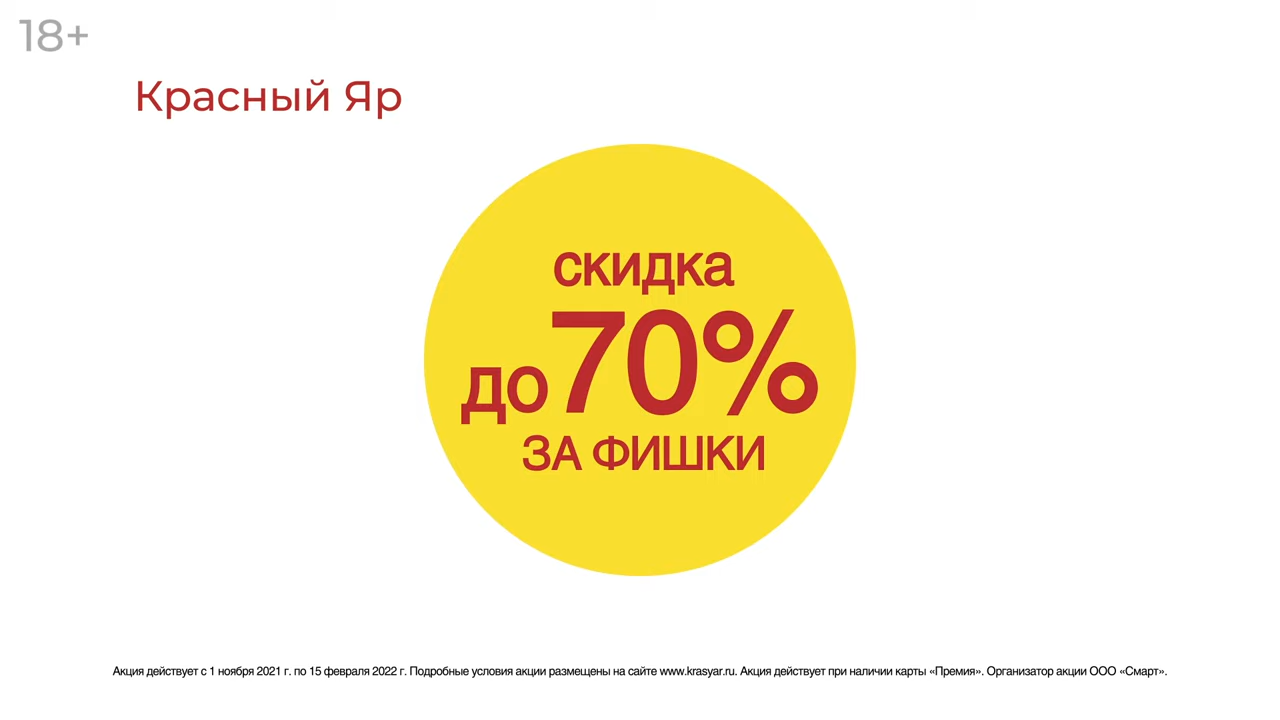 18+
Красный Яр
скидка
до 70%
ЗА ФИШКИ
Акция действует с 1 ноября 2021 г. по 15 февраля 2022 г. Подробные условия акции размещены на сайте www.krasyar.ru. Акция действует при наличии карты «Премия». Организатор акции ООО «Смарт».